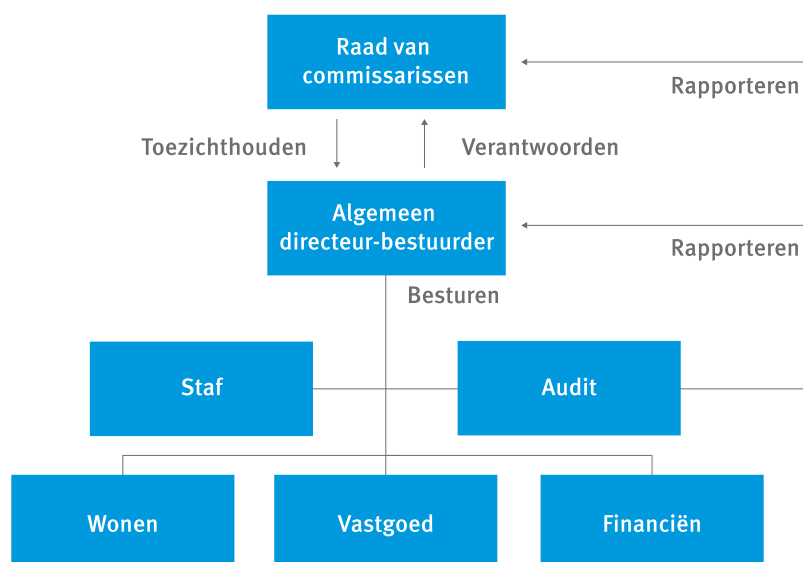 Raad van
commissarissen
Rapporteren
Toezichthouden
Verantwoorden
Algemeen
directeur-bestuurder
Rapporteren
Besturen
Staf
Audit
Wonen
Vastgoed
Financiën